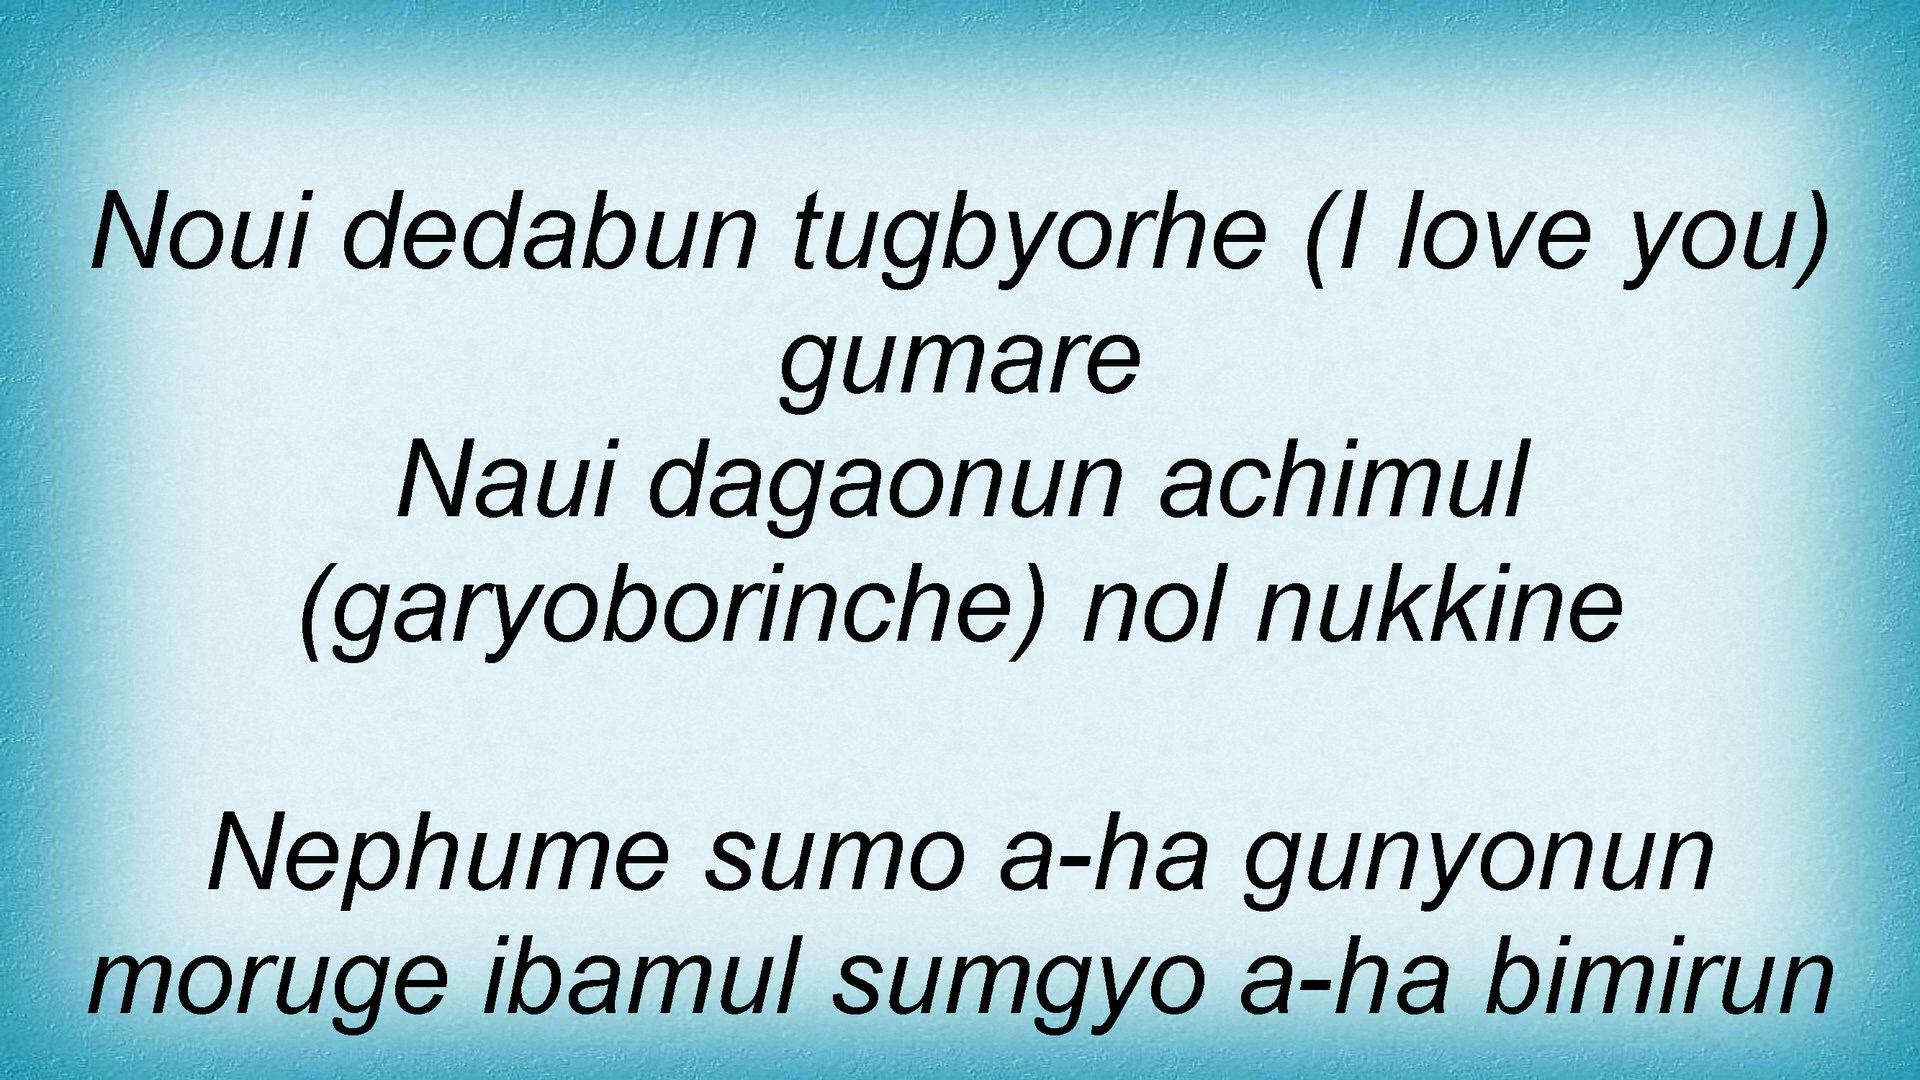 Noui dedabun tugbyorhe (I love you)
gumare
Naui dagaonun achimul
(garyoborinche) nol nukkine
Nephume sumo a-ha gunyonun
moruge ibamul sumgyo a-ha bimirun